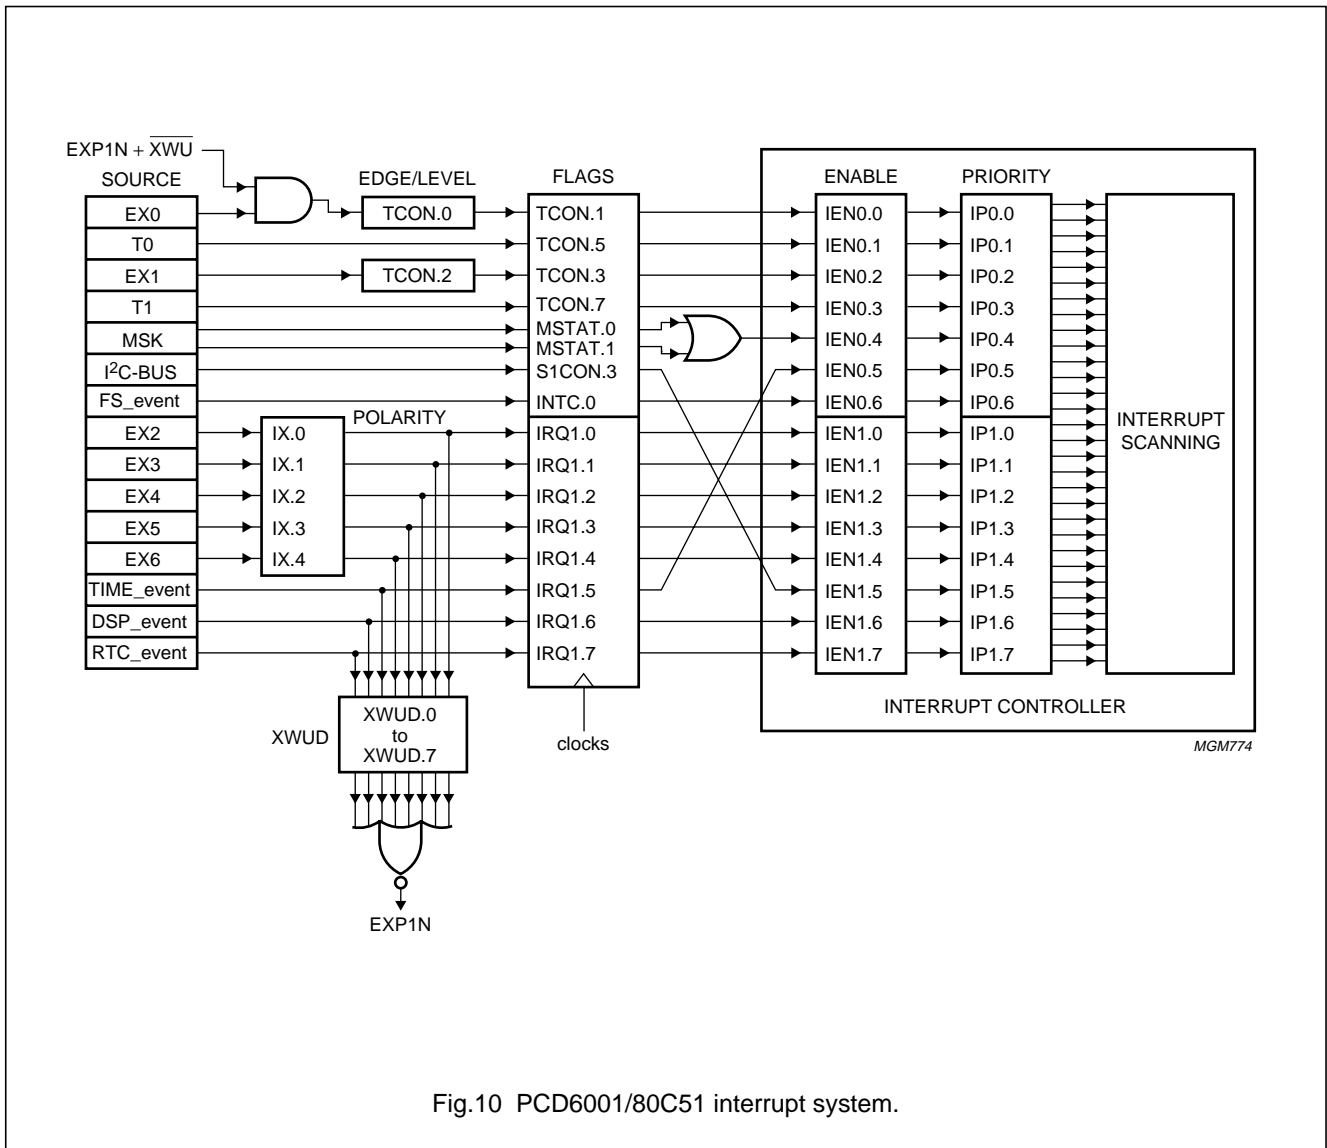 EXP1N + XWU
SOURCE
EDGE/LEVEL
FLAGS
ENABLE
PRIORITY
EX0
TCON.0
TCON.1
IEN0.0
IP0.0
T0
TCON.5
IEN0.1
IP0.1
EX1
TCON.2
TCON.3
IEN0.2
IP0.2
T1
TCON.7
IEN0.3
IP0.3
MSK
MSTAT.0
MSTAT.1
IEN0.4
IP0.4
I2C-BUS
S1CON.3
IEN0.5
IP0.5
FS_event
INTC.0
IEN0.6
IP0.6
POLARITY
EX2
IX.0
IRQ1.0
IEN1.0
IP1.0
INTERRUPT
SCANNING
EX3
IX.1
IRQ1.1
IEN1.1
IP1.1
EX4
IX.2
IRQ1.2
IEN1.2
IP1.2
EX5
IX.3
IRQ1.3
IEN1.3
IP1.3
EX6
IX.4
IRQ1.4
IEN1.4
IP1.4
TIME_event
IRQ1.5
IEN1.5
IP1.5
DSP_event
IRQ1.6
IEN1.6
IP1.6
RTC_event
IRQ1.7
IEN1.7
IP1.7
INTERRUPT CONTROLLER
XWUD
XWUD.0
to
XWUD.7
clocks
MGM774
EXP1N
Fig.10 PCD6001/80C51 interrupt system.